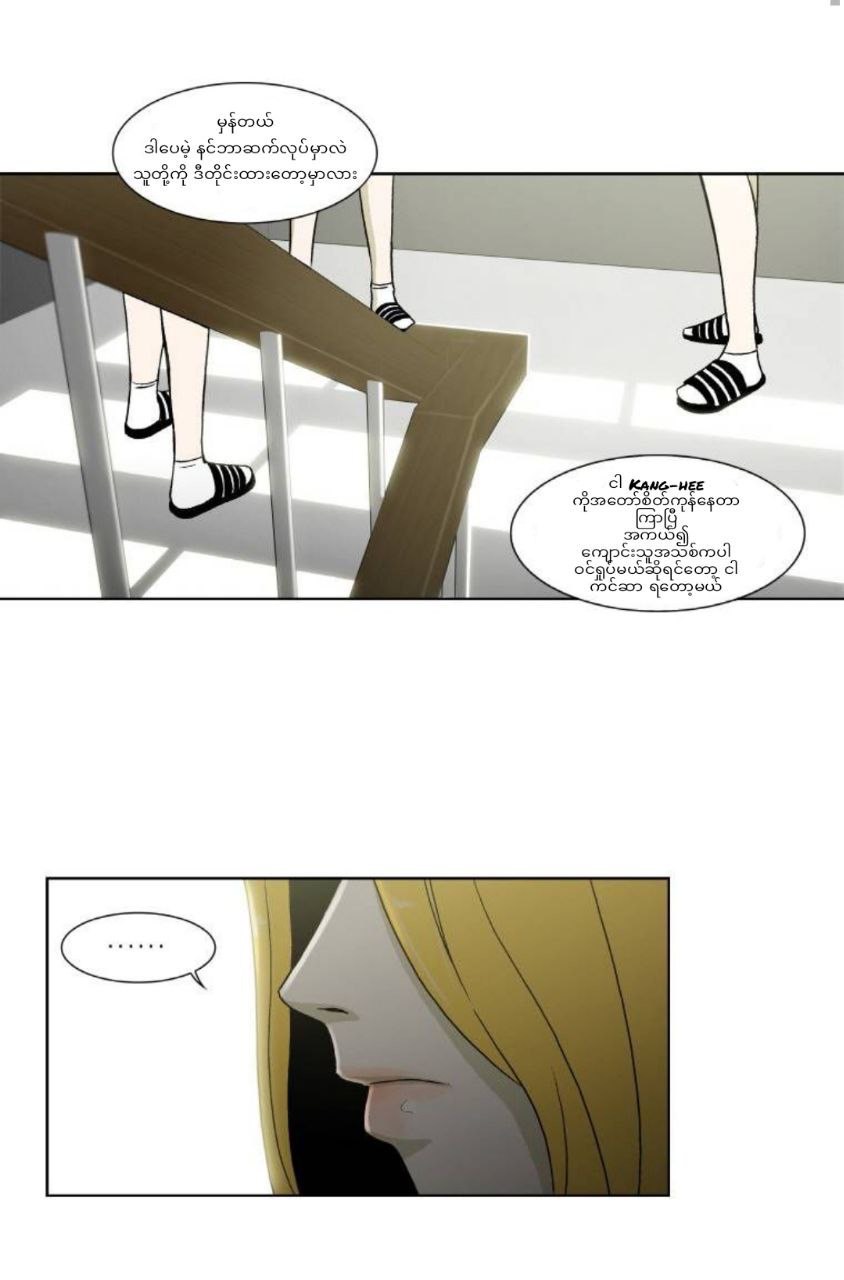 မှန်တယ်
ဒါပေမဲ့ နင်ဘာဆက်လုပ်မှာလဲ
သူတို့ကို ဒီတိုင်းထားတော့မှာလား
ငါ KANG-HEE
ကိုအတော်စိတ်ကုန်နေတာ
ကြာပြီ
အကယ်၍
ကျောင်းသူအသစ်ကပါ
ဝင်ရှုပ်မယ်ဆိုရင်တော့ ငါ
ကင်ဆာ ရတော့မယ်
......